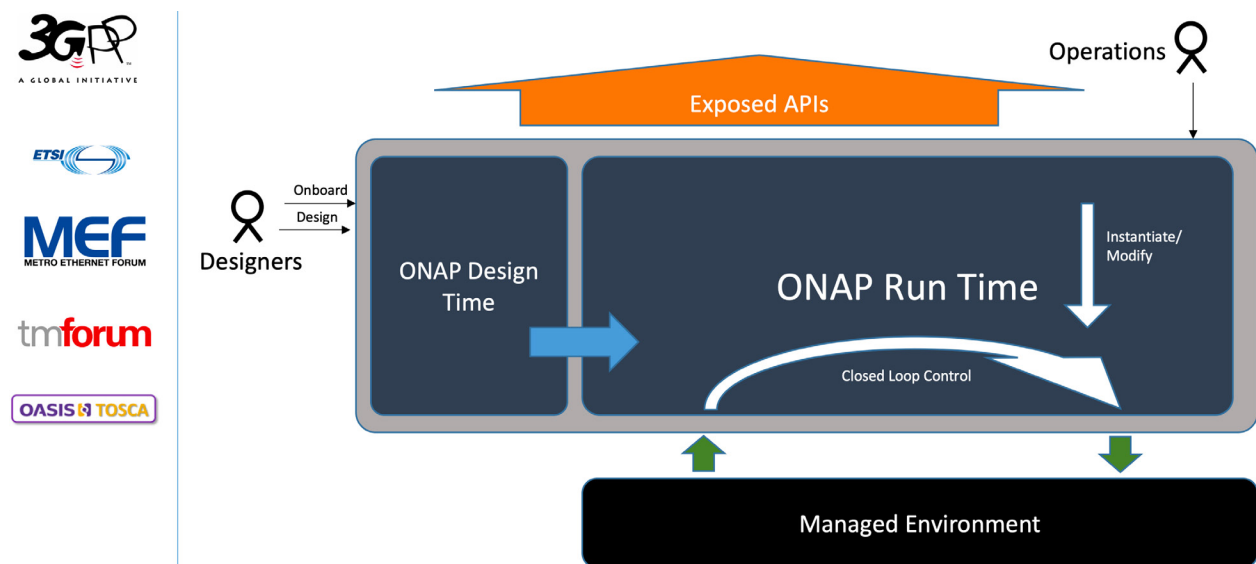 3GPP
TM
A GLOBAL INITIATIVE
ETSI
MEF
METRO ETHERNET FORUM
tmforum
OASIS TOSCA
Operations
Exposed APIs
Onboard
Design
Designers
ONAP Design
Time
ONAP Run Time
Instantiate/
Modify
Closed Loop Control
Managed Environment